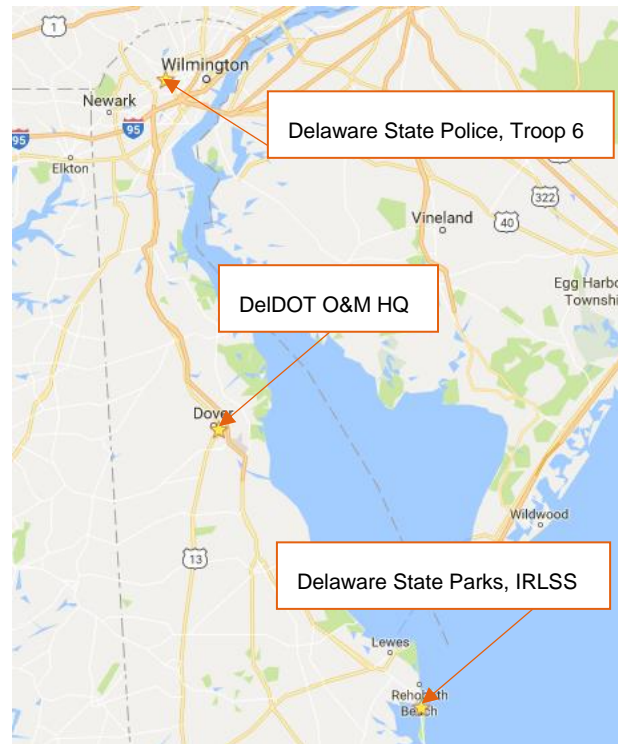 1
Wilmington
Newark
95
95
Elkton
Delaware State Police, Troop 6
322
Vineland
40
Egg Harbo
Township
DelDOT O&M HQ
Dover
Wildwood
13
Delaware State Parks, IRLSS
Lewes
Rehoboth
Beach